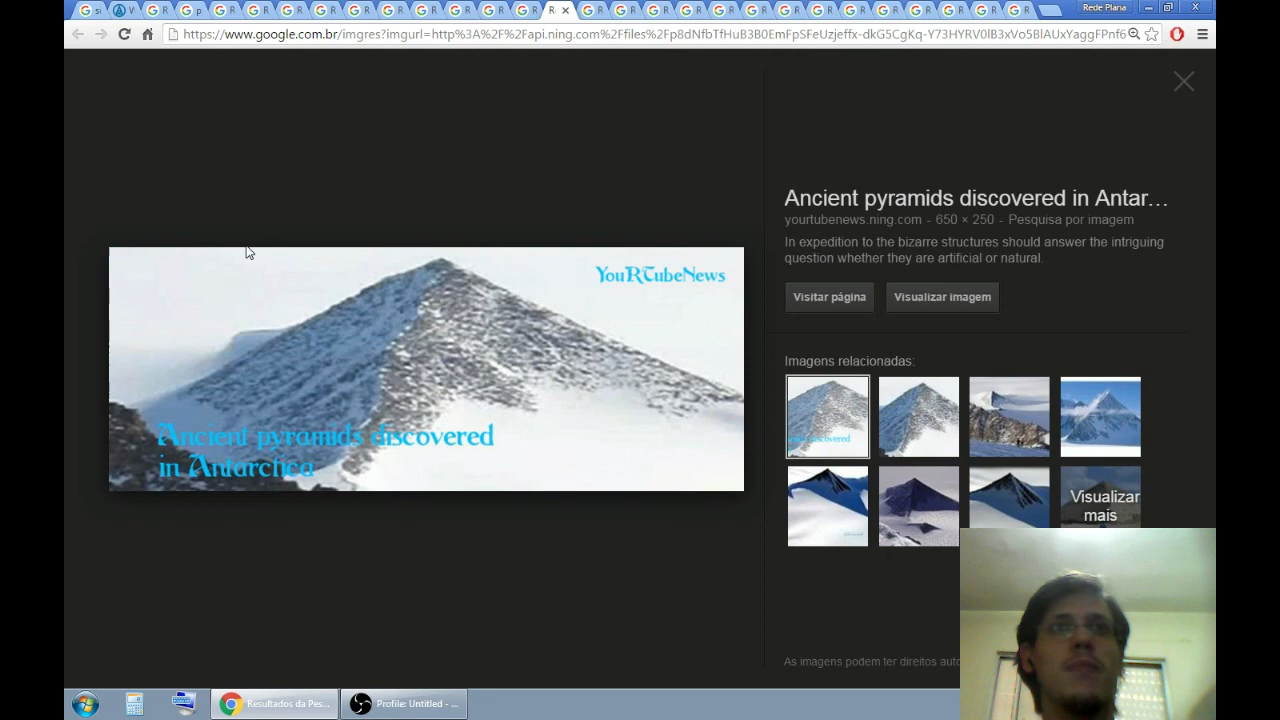 Rede Plana
https://www.google.com.br/imgres?imgurl=http%3A%2F%2Fapi.ning.com%2Ffiles%2Fp8dNfbTfHuB3B0EmFpSFeUzjeffx-dkG5CgKq-Y73HYRV0lB3xVo5BlAUxYaggFPnf6
YouRTubeNews
Ancient pyramids discovered
in Antarctica
Ancient pyramids discovered in Antar...
yourtubenews.ning.com - 650 × 250 - Pesquisa por imagem
In expedition to the bizarre structures should answer the intriguing
question whether they are artificial or natural.
Visitar página
Visualizar imagem
Imagens relacionadas:
Visualizar
mais
As imagens podem ter direitos auto
Resultados da Pes...
Profile: Untitled - ...